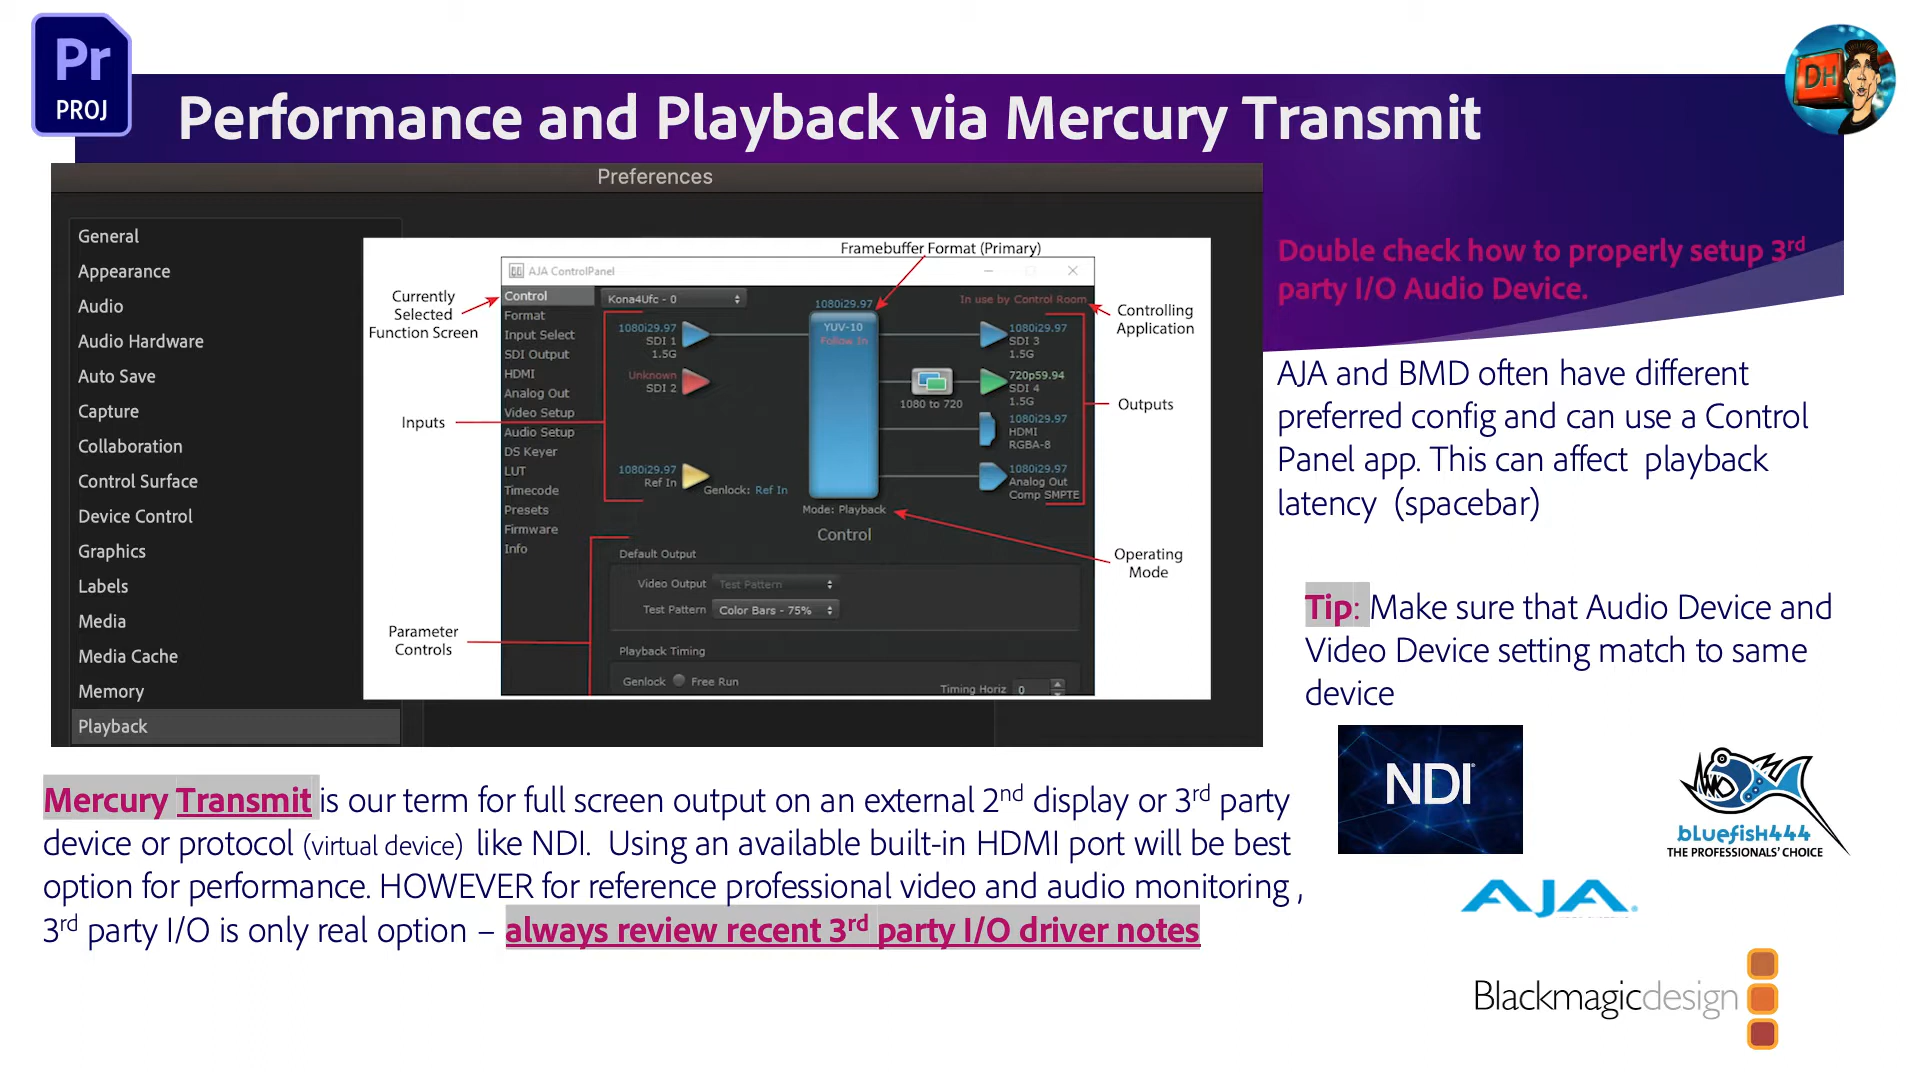 Pr
PROJ
Performance and Playback via Mercury Transmit
DH
Preferences
General
Appearance
Audio
Audio Hardware
Auto Save
Capture
Collaboration
Control Surface
Device Control
Graphics
Labels
Media
Media Cache
Memory
Playback
Framebuffer Format (Primary)
AJA ControlPanel
Currently
Selected
Function Screen
Inputs
Parameter
Controls
Controlling
Application
Outputs
Operating
Mode
Control
Format
Input Select
SDI Output
HDMI
Analog Out
Video Setup
Audio Setup
DS Keyer
LUT
Timecode
Presets
Firmware
Info
Kona4Ufc - 0
1080i29.97
In use by Control Room
1080i29.97
SDI 1
1.5G
Unknown
SDI 2
1080i29.97
Ref In
Genlock: Ref In
YUV-10
Follow In
1080 to 720
1080i29.97
SDI 3
1.5G
720p59.94
SDI 4
1.5G
1080i29.97
HDMI
RGBA-8
1080i29.97
Analog Out
Comp SMPTE
Mode: Playback
Control
Default Output
Video Output Test Pattern
Test Pattern Color Bars - 75%
Playback Timing
Genlock Free Run
Timing Horiz 0
Double check how to properly setup 3rd
party I/O Audio Device.
AJA and BMD often have different
preferred config and can use a Control
Panel app. This can affect playback
latency (spacebar)
Tip: Make sure that Audio Device and
Video Device setting match to same
device
Mercury Transmit is our term for full screen output on an external 2nd display or 3rd party
device or protocol (virtual device) like NDI. Using an available built-in HDMI port will be best
option for performance. HOWEVER for reference professional video and audio monitoring ,
3rd party I/O is only real option – always review recent 3rd party I/O driver notes
NDI
bluefish444
THE PROFESSIONALS' CHOICE
AJA
Blackmagicdesign